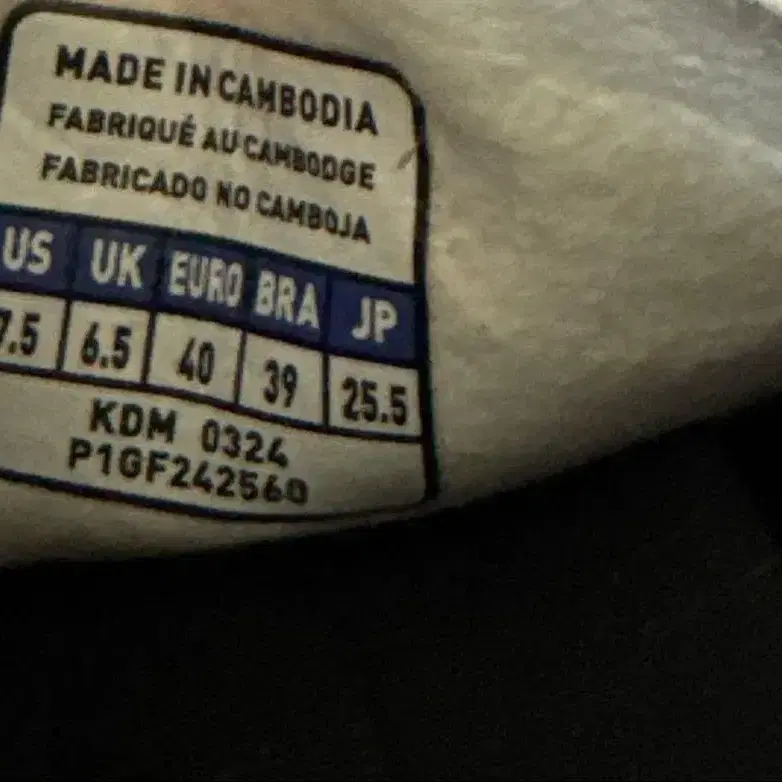 MADE IN CAMBODIA
FABRIQUÉ AU CAMBODGE
FABRICADO NO CAMBOJA
US UK EURO BRA JP
7.5 6.5 40 39 25.5
KDM 0324
P1GF242560